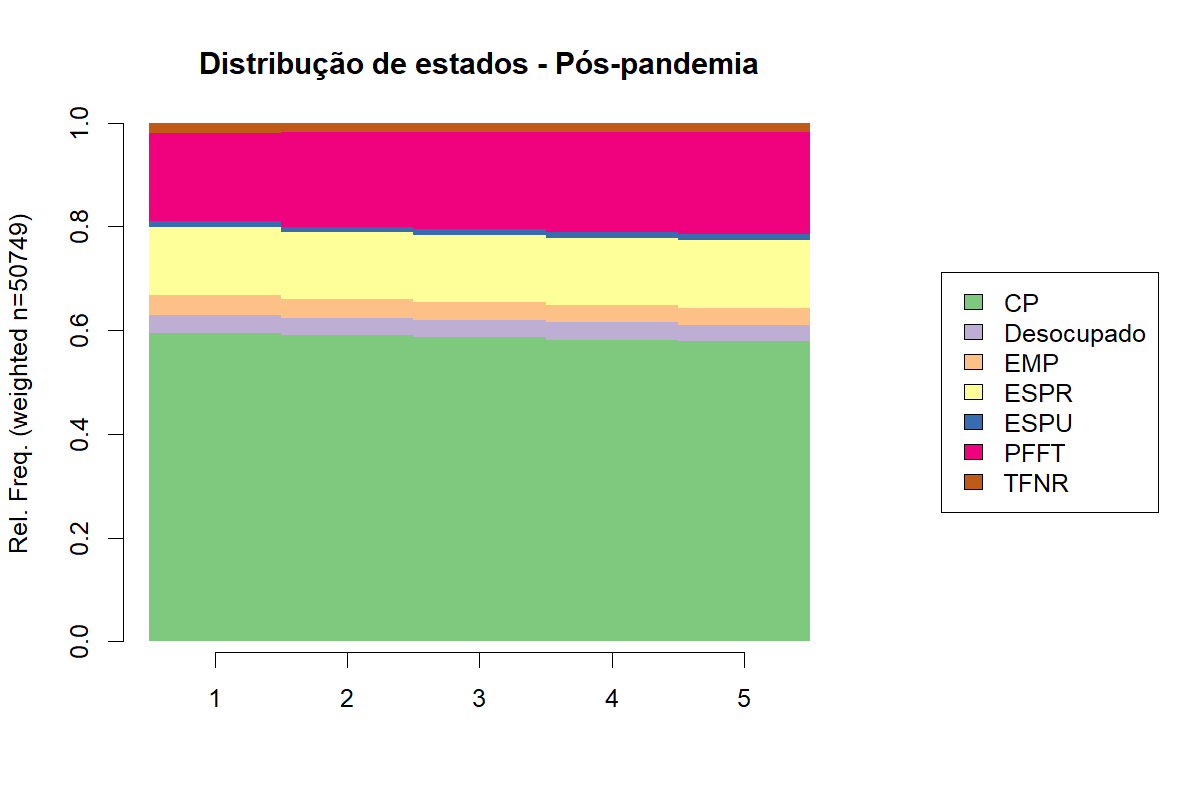 Distribução de estados - Pós-pandemia
Rel. Freq. (weighted n=50749)
1.0
0.8
0.6
0.4
0.2
0.0
1 2 3 4 5
CP
Desocupado
EMP
ESPR
ESPU
PFFT
TFNR